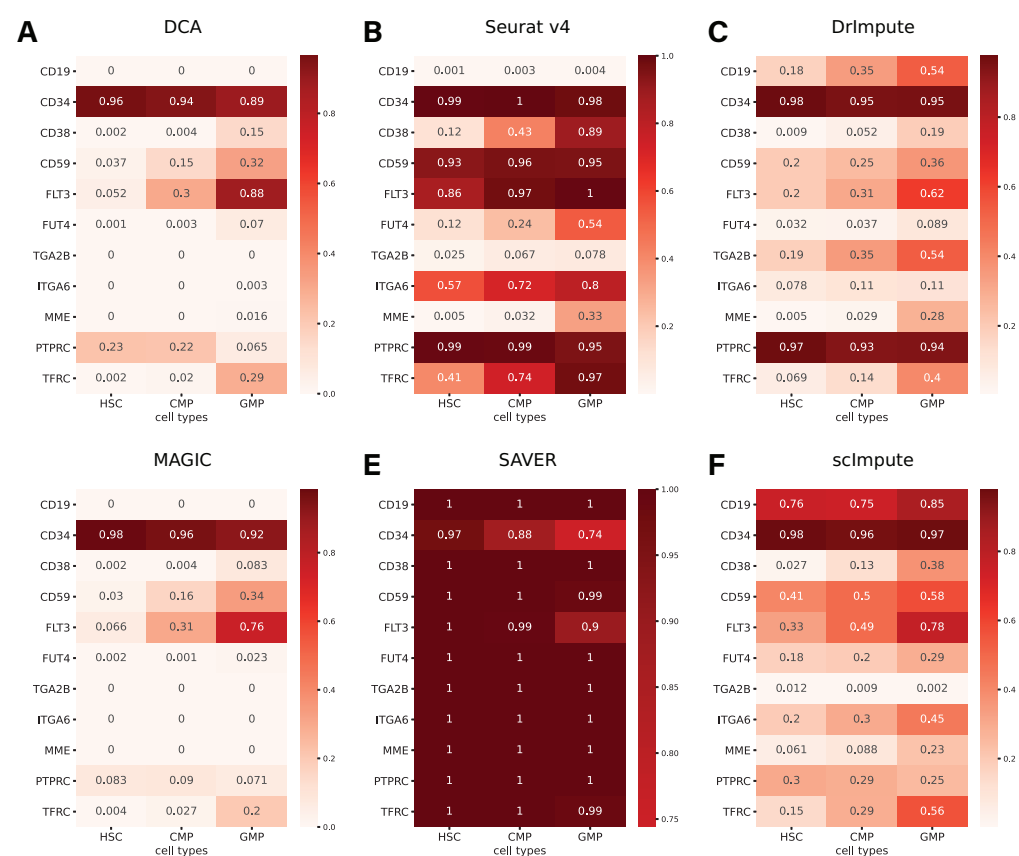 A DCA
CD19 0 0 0
CD34 0.96 0.94 0.89
CD38 0.002 0.004 0.15
CD59 0.037 0.15 0.32
FLT3 0.052 0.3 0.88
FUT4 0.001 0.003 0.07
TGA2B 0 0 0
ITGA6 0 0 0.003
MME 0 0 0.016
PTPRC 0.23 0.22 0.065
TFRC 0.002 0.02 0.29
HSC CMP GMP
cell types
0.8
0.6
0.4
0.2
0.0
B Seurat v4
CD19 0.001 0.003 0.004
CD34 0.99 1 0.98
CD38 0.12 0.43 0.89
CD59 0.93 0.96 0.95
FLT3 0.86 0.97 1
FUT4 0.12 0.24 0.54
TGA2B 0.025 0.067 0.078
ITGA6 0.57 0.72 0.8
MME 0.005 0.032 0.33
PTPRC 0.99 0.99 0.95
TFRC 0.41 0.74 0.97
HSC CMP GMP
cell types
1.0
0.8
0.6
0.4
0.2
C DrImpute
CD19 0.18 0.35 0.54
CD34 0.98 0.95 0.95
CD38 0.009 0.052 0.19
CD59 0.2 0.25 0.36
FLT3 0.2 0.31 0.62
FUT4 0.032 0.037 0.089
TGA2B 0.19 0.35 0.54
ITGA6 0.078 0.11 0.11
MME 0.005 0.029 0.28
PTPRC 0.97 0.93 0.94
TFRC 0.069 0.14 0.4
HSC CMP GMP
cell types
0.8
0.6
0.4
0.2
MAGIC
CD19 0 0 0
CD34 0.98 0.96 0.92
CD38 0.002 0.004 0.083
CD59 0.03 0.16 0.34
FLT3 0.066 0.31 0.76
FUT4 0.002 0.001 0.023
TGA2B 0 0 0
ITGA6 0 0 0
MME 0 0 0
PTPRC 0.083 0.09 0.071
TFRC 0.004 0.027 0.2
HSC CMP GMP
cell types
0.8
0.6
0.4
0.2
0.0
E SAVER
CD19 1 1 1
CD34 0.97 0.88 0.74
CD38 1 1 1
CD59 1 1 0.99
FLT3 1 0.99 0.9
FUT4 1 1 1
TGA2B 1 1 1
ITGA6 1 1 1
MME 1 1 1
PTPRC 1 1 1
TFRC 1 1 0.99
HSC CMP GMP
cell types
1.00
0.95
0.90
0.85
0.80
0.75
F scImpute
CD19 0.76 0.75 0.85
CD34 0.98 0.96 0.97
CD38 0.027 0.13 0.38
CD59 0.41 0.5 0.58
FLT3 0.33 0.49 0.78
FUT4 0.18 0.2 0.29
TGA2B 0.012 0.009 0.002
ITGA6 0.2 0.3 0.45
MME 0.061 0.088 0.23
PTPRC 0.3 0.29 0.25
TFRC 0.15 0.29 0.56
HSC CMP GMP
cell types
0.8
0.6
0.4
0.2